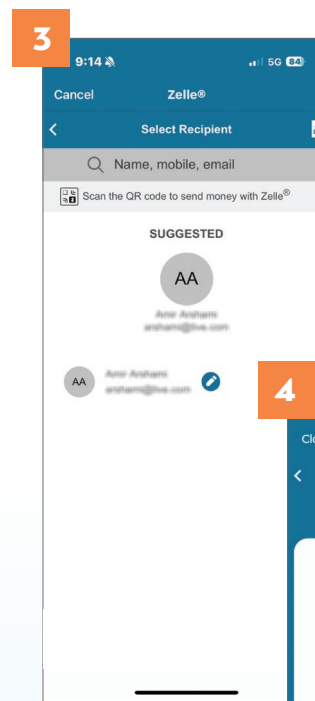 3
9:14
5G 84
Cancel Zelle®
Select Recipient
Name, mobile, email
Scan the QR code to send money with Zelle®
SUGGESTED
AA
AA
4